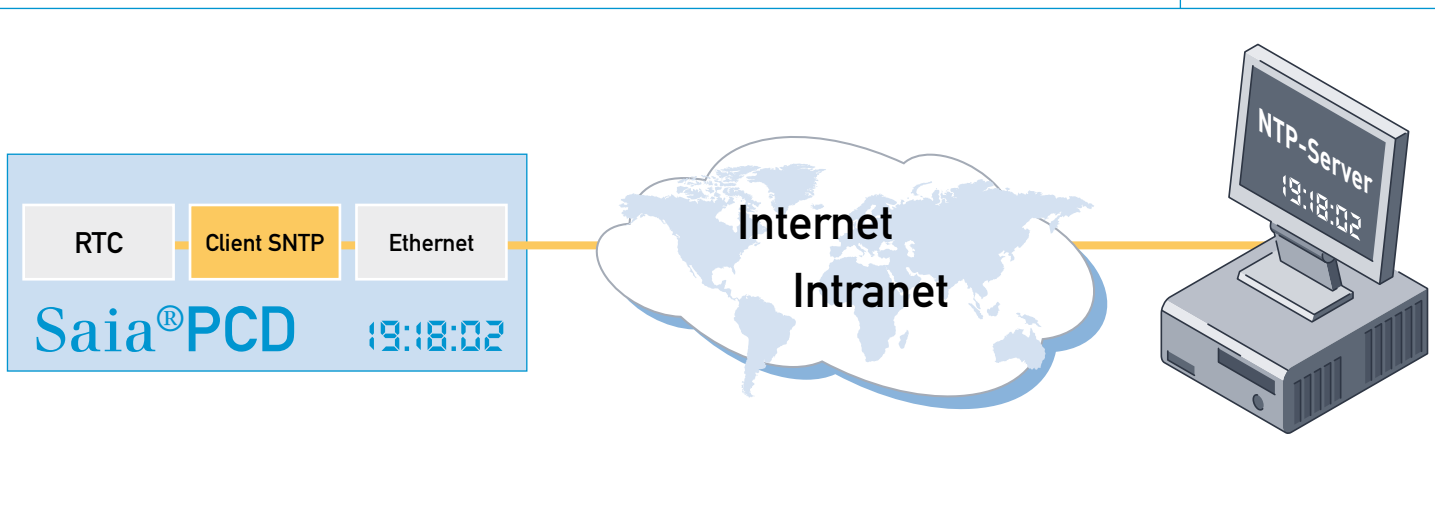 RTC
Client SNTP
Ethernet
Saia®PCD
19:18:02
Internet
Intranet
NTP-Server
19:18:02